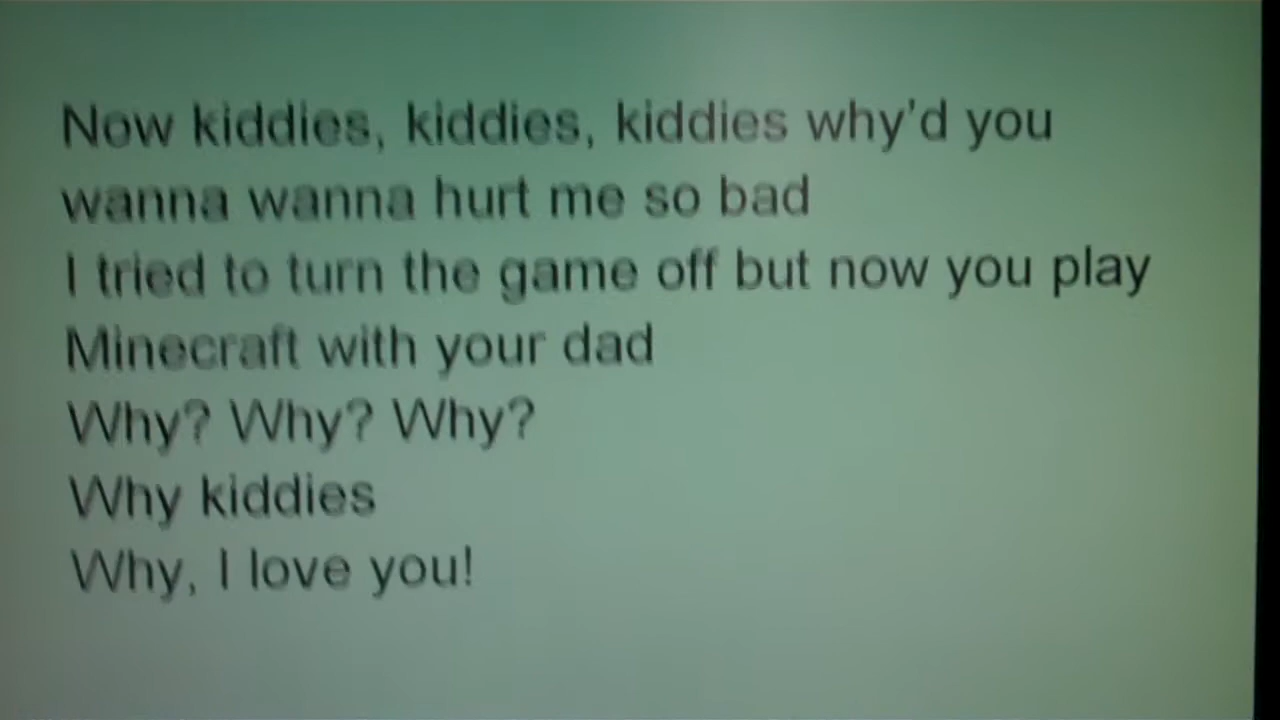 Now kiddies, kiddies, kiddies why'd you
wanna wanna hurt me so bad
I tried to turn the game off but now you play
Minecraft with your dad
Why? Why? Why?
Why kiddies
Why, I love you!